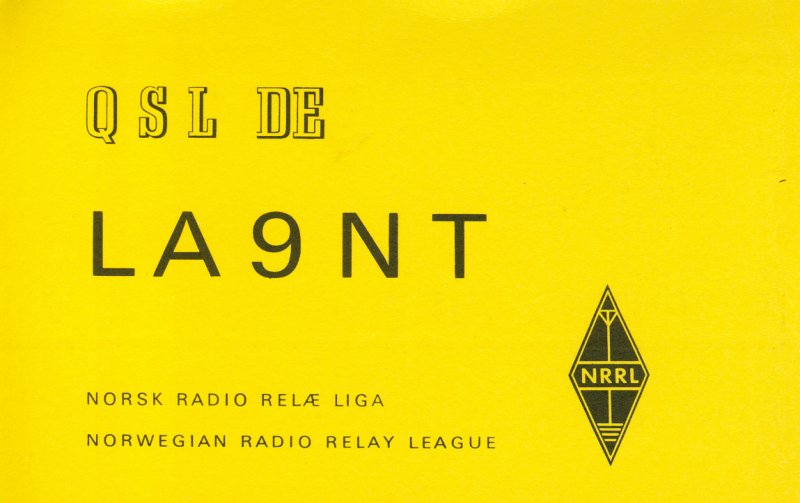 QSL DE
LA9NT
NORSK RADIO RELÆ LIGA
NORWEGIAN RADIO RELAY LEAGUE
NRRL